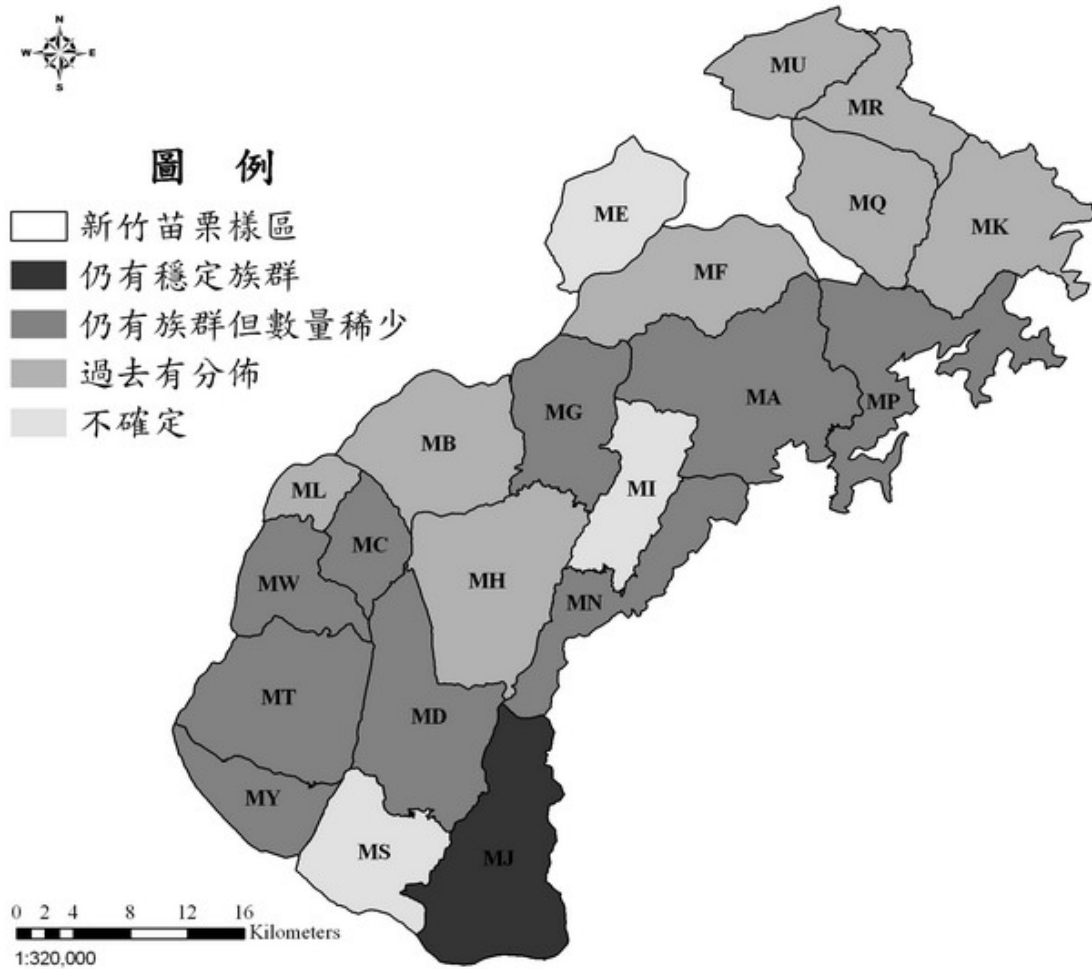 N
W E
S
圖 例
新竹苗栗樣區
仍有穩定族群
仍有族群但數量稀少
過去有分佈
不確定
MU
MR
ME
MQ
MK
MF
MG
MA
MP
MB
MI
ML
MC
MW
MH
MN
MT
MD
MY
MS
MJ
0 2 4 8 12 16
Kilometers
1:320,000